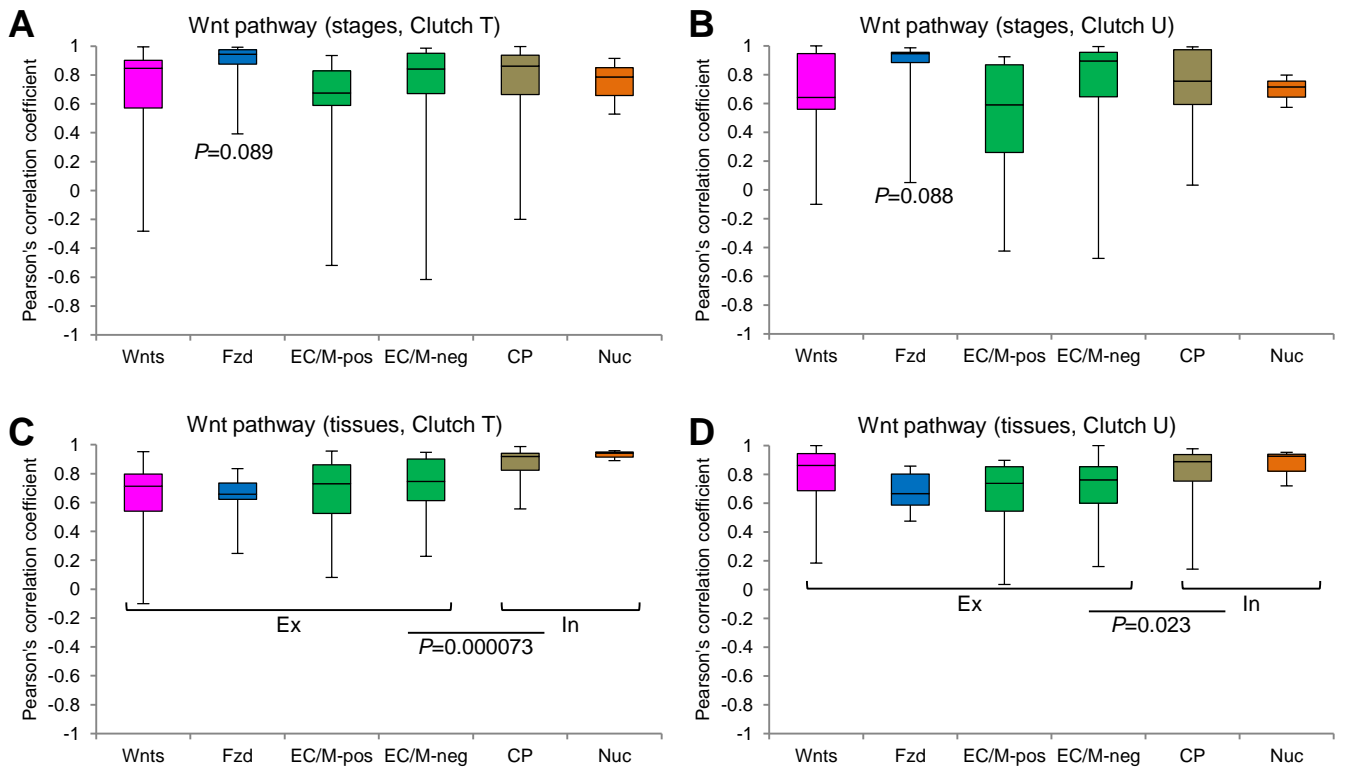 A
Wnt pathway (stages, Clutch T)
Pearson's correlation coefficient
1
0.8
0.6
0.4
0.2
0
-0.2
-0.4
-0.6
-0.8
-1
P=0.089
Wnts Fzd EC/M-pos EC/M-neg CP Nuc
B
Wnt pathway (stages, Clutch U)
Pearson's correlation coefficient
1
0.8
0.6
0.4
0.2
0
-0.2
-0.4
-0.6
-0.8
-1
P=0.088
Wnts Fzd EC/M-pos EC/M-neg CP Nuc
C
Wnt pathway (tissues, Clutch T)
Pearson's correlation coefficient
1
0.8
0.6
0.4
0.2
0
-0.2
-0.4
-0.6
-0.8
-1
Ex In
P=0.000073
Wnts Fzd EC/M-pos EC/M-neg CP Nuc
D
Wnt pathway (tissues, Clutch U)
Pearson's correlation coefficient
1
0.8
0.6
0.4
0.2
0
-0.2
-0.4
-0.6
-0.8
-1
Ex In
P=0.023
Wnts Fzd EC/M-pos EC/M-neg CP Nuc